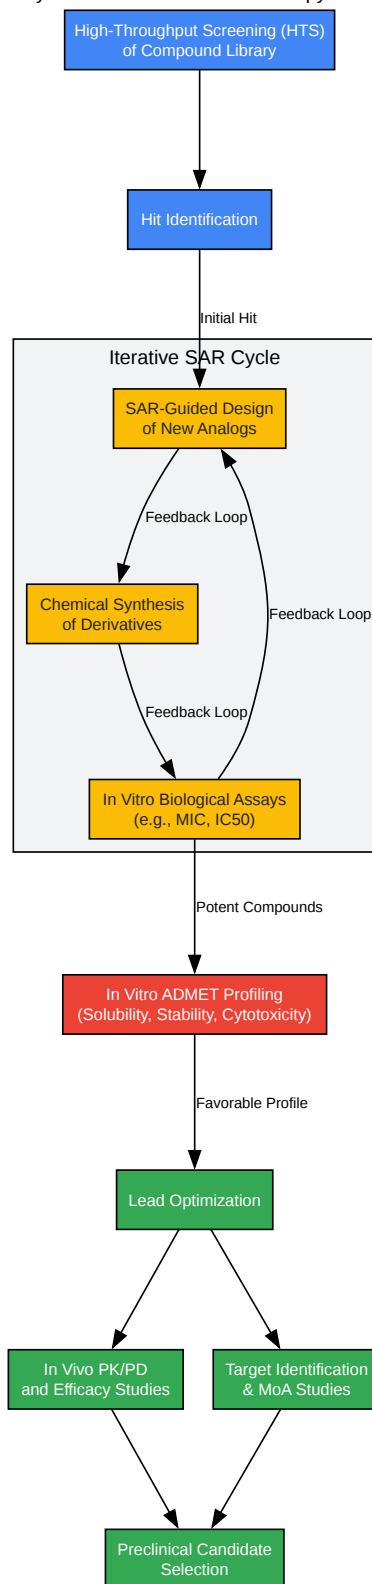 High-Throughput Screening (HTS)
of Compound Library
Hit Identification
Initial Hit
Iterative SAR Cycle
SAR-Guided Design
of New Analogs
Feedback Loop
Chemical Synthesis
of Derivatives
Feedback Loop
Feedback Loop
In Vitro Biological Assays
(e.g., MIC, IC50)
Potent Compounds
In Vitro ADMET Profiling
(Solubility, Stability, Cytotoxicity)
Favorable Profile
Lead Optimization
In Vivo PK/PD
and Efficacy Studies
Target Identification
& MoA Studies
Preclinical Candidate
Selection